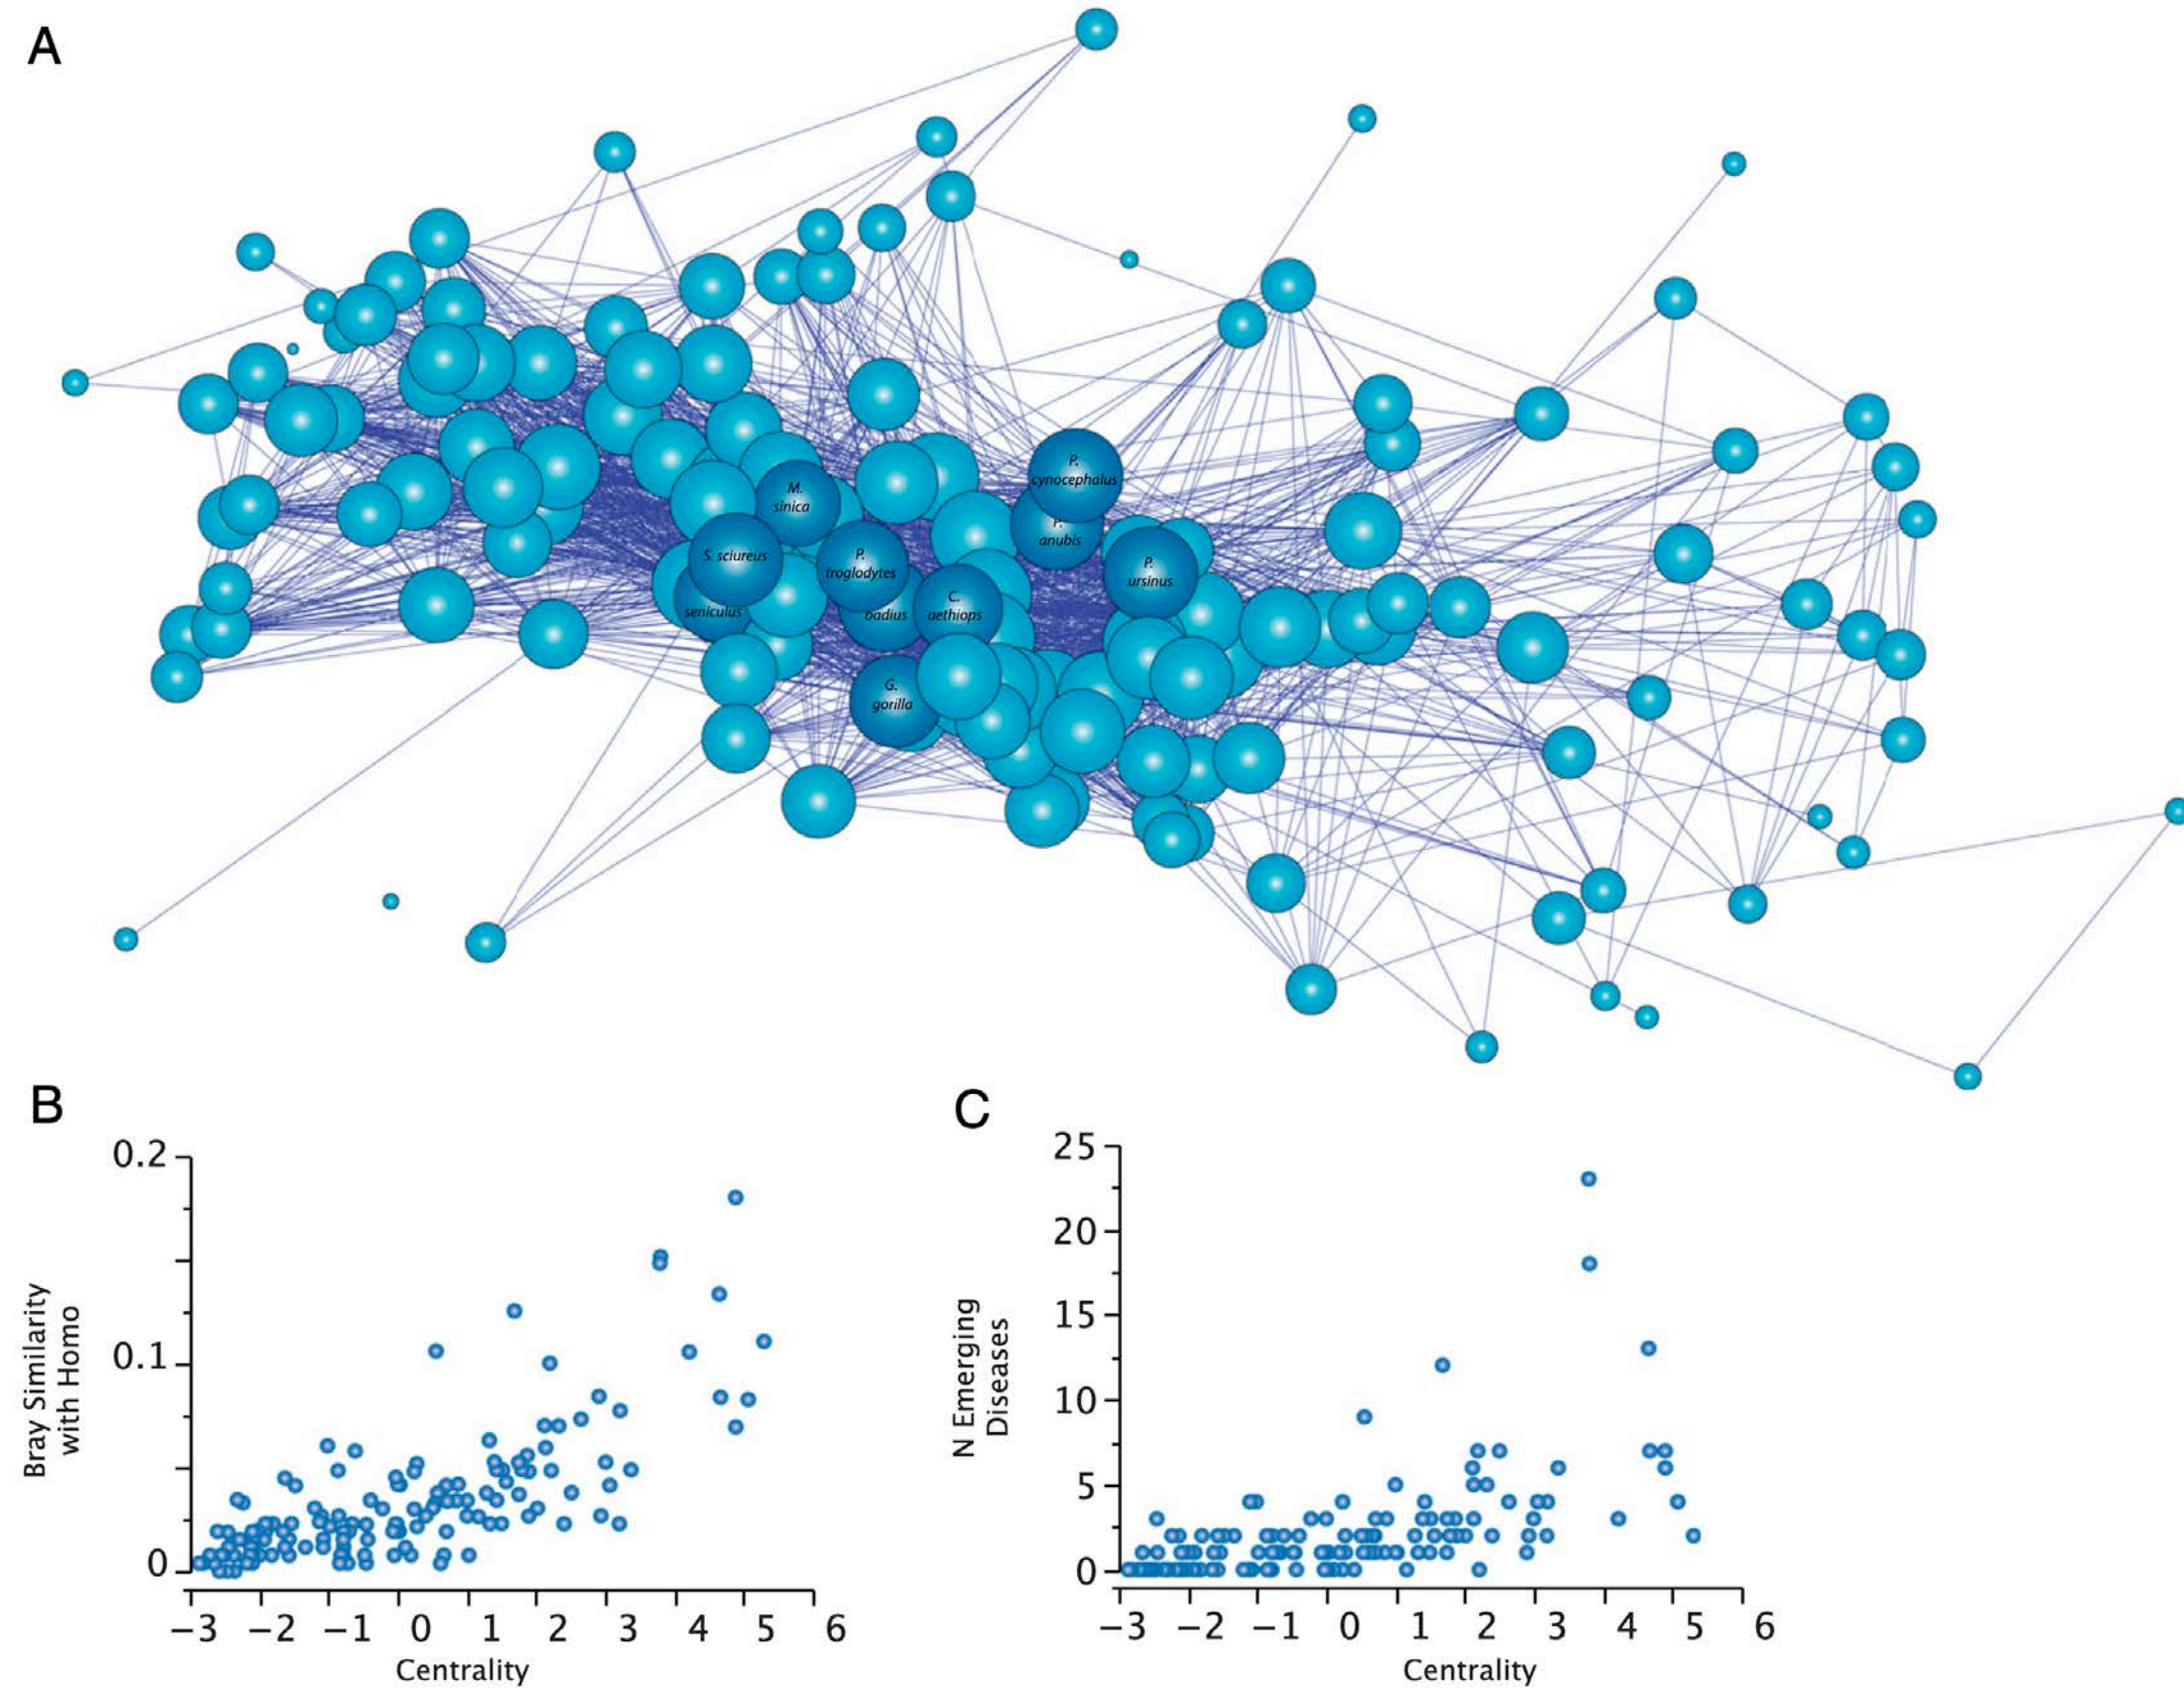 A
P.
cynocephalus
M.
sinica
P.
anubis
S. sciureus
P.
troglodytes
P.
ursinus
seniculus
badius
C.
aethiops
G.
gorilla
B
0.2
0.1
0
Bray Similarity
with Homo
−3 −2 −1 0 1 2 3 4 5 6
Centrality
C
25
20
15
10
5
0
N Emerging
Diseases
−3 −2 −1 0 1 2 3 4 5 6
Centrality